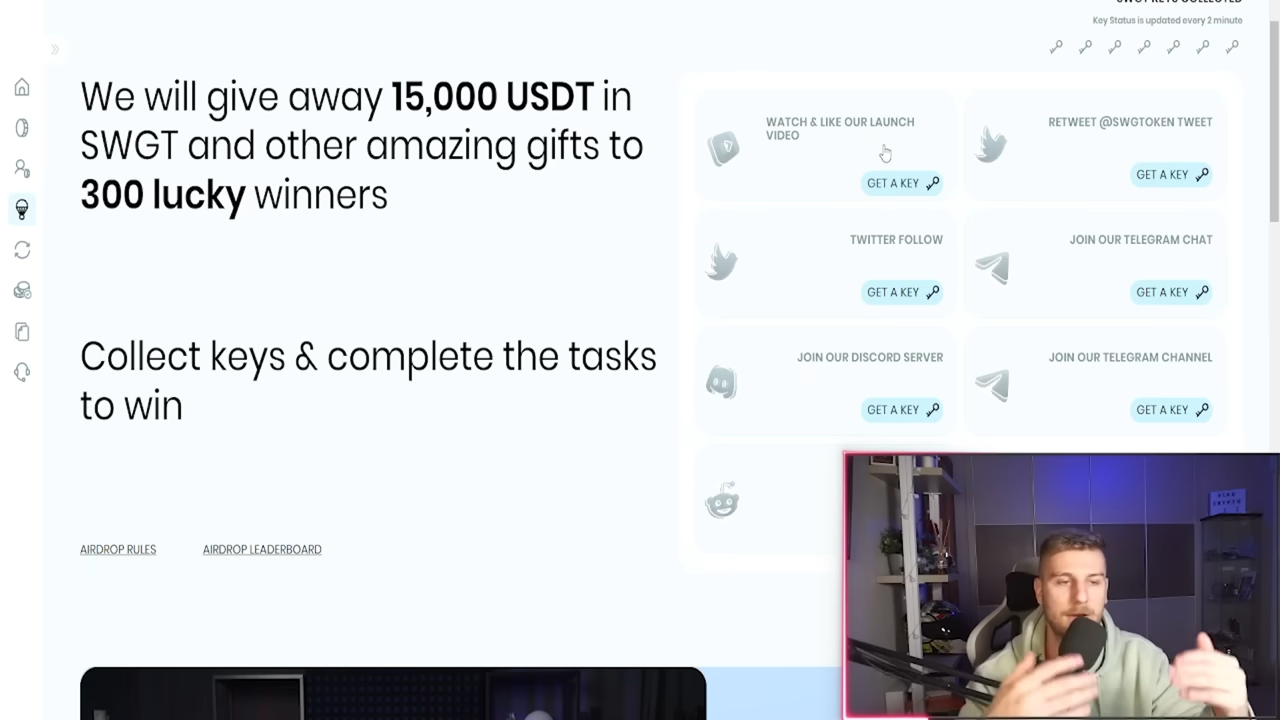 SWGT KEYS COLLECTED
Key Status is updated every 2 minute
We will give away 15,000 USDT in
SWGT and other amazing gifts to
300 lucky winners
Collect keys & complete the tasks
to win
AIRDROP RULES
AIRDROP LEADERBOARD
WATCH & LIKE OUR LAUNCH
VIDEO
GET A KEY
RETWEET @SWGTOKEN TWEET
GET A KEY
TWITTER FOLLOW
GET A KEY
JOIN OUR TELEGRAM CHAT
GET A KEY
JOIN OUR DISCORD SERVER
GET A KEY
JOIN OUR TELEGRAM CHANNEL
GET A KEY